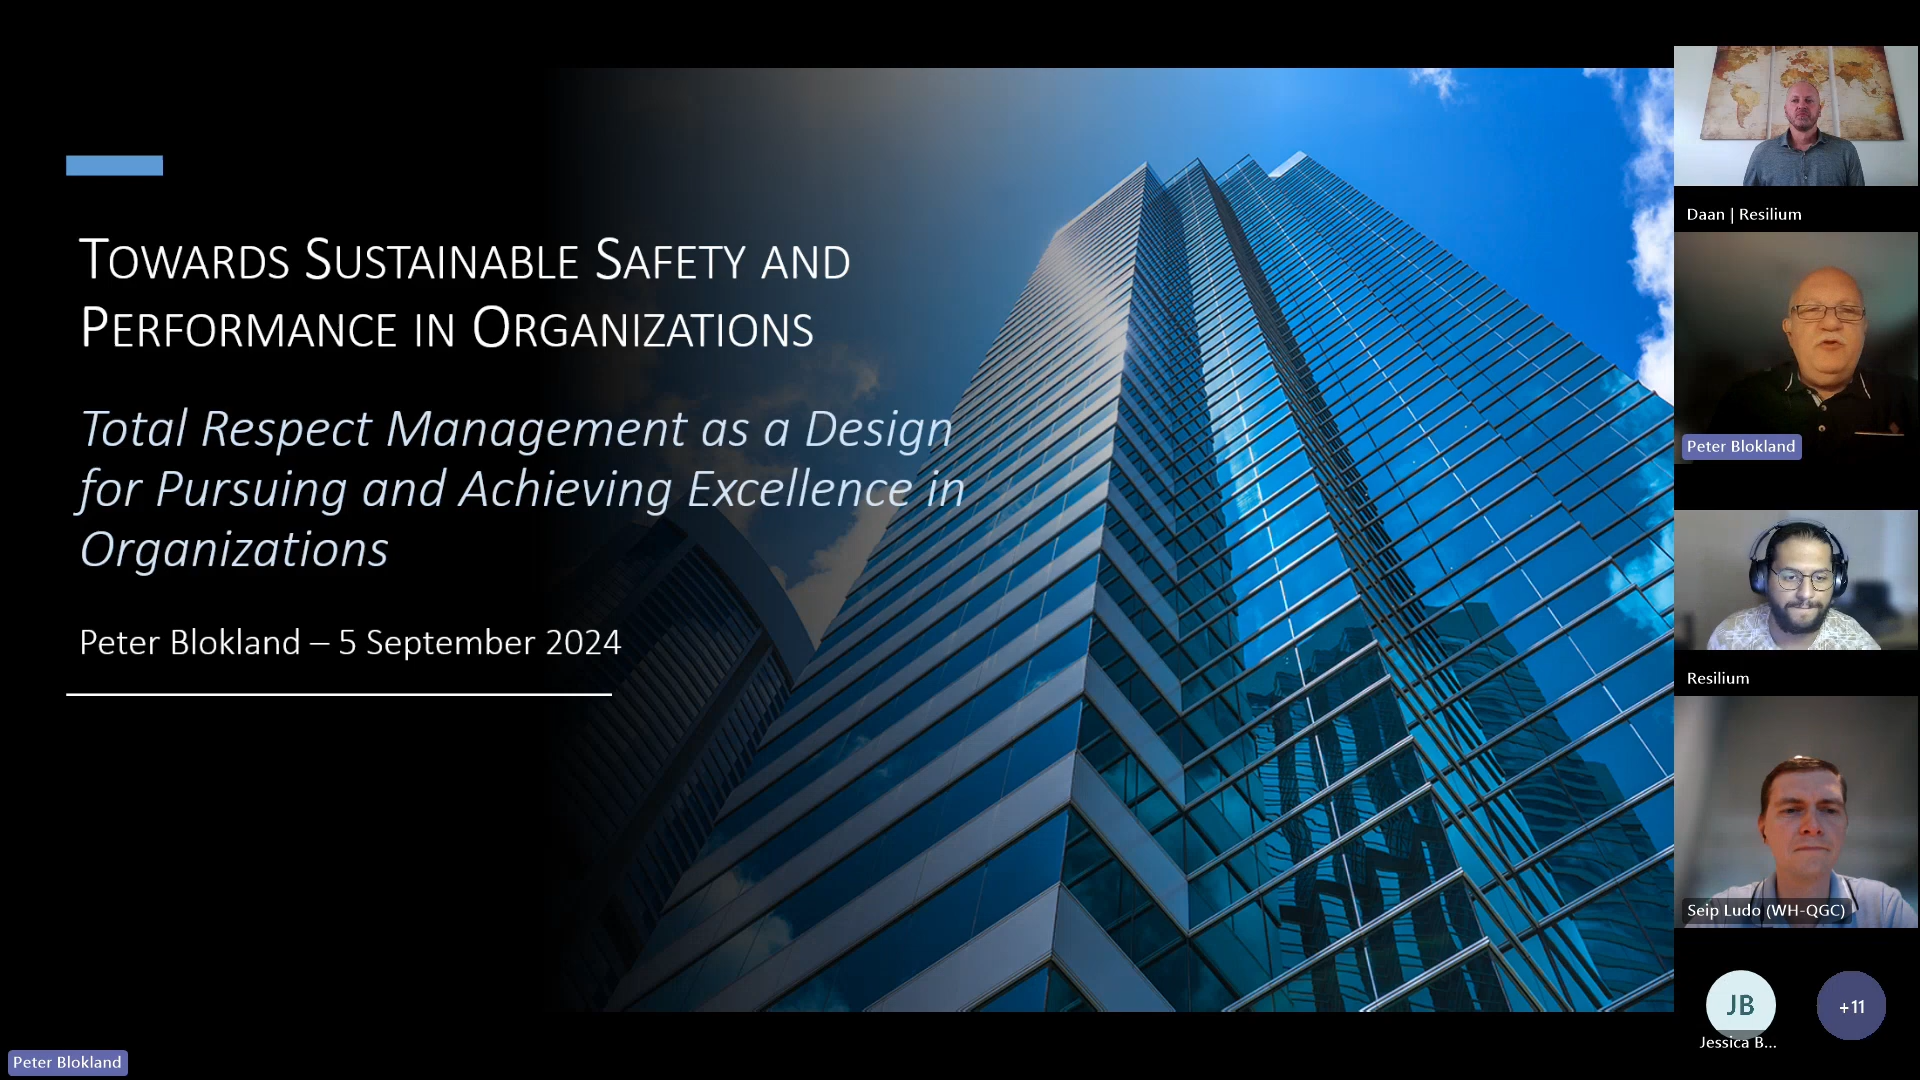 TOWARDS SUSTAINABLE SAFETY AND
PERFORMANCE IN ORGANIZATIONS
Total Respect Management as a Design
for Pursuing and Achieving Excellence in
Organizations
Peter Blokland – 5 September 2024
Peter Blokland
Daan | Resilium
Peter Blokland
Resilium
Seip Ludo (WH-QGC)
JB
Jessica B...
+11